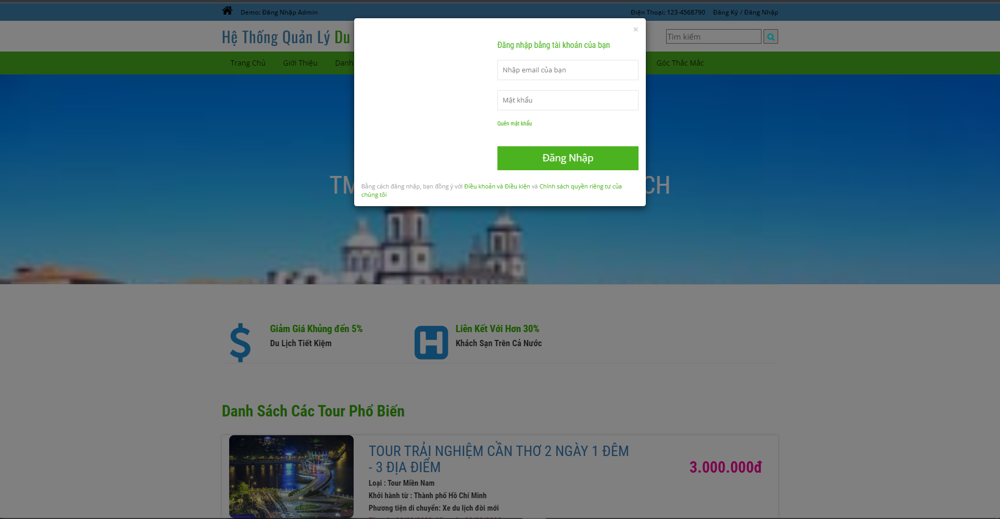 Demo: Đăng Nhập Admin
Điện Thoại: 123-4568790 Đăng Ký / Đăng Nhập
Hệ Thống Quản Lý Du
Tìm kiếm
Trang Chủ Giới Thiệu Danh Góc Thắc Mắc
×
Đăng nhập bằng tài khoản của bạn
Nhập email của bạn
Mật khẩu
Quên mật khẩu
Đăng Nhập
Bằng cách đăng nhập, bạn đồng ý với Điều khoản và Điều kiện và Chính sách quyền riêng tư của
chúng tôi
Giảm Giá Khủng đến 5%
Du Lịch Tiết Kiệm
Liên Kết Với Hơn 30%
Khách Sạn Trên Cả Nước
Danh Sách Các Tour Phổ Biến
TOUR TRẢI NGHIỆM CẦN THƠ 2 NGÀY 1 ĐÊM
- 3 ĐỊA ĐIỂM
3.000.000đ
Loại : Tour Miền Nam
Khởi hành từ : Thành phố Hồ Chí Minh
Phương tiện di chuyển: Xe du lịch đời mới